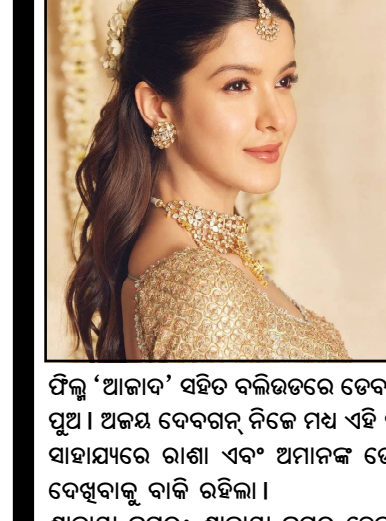 ଫିଲ୍ମ ‘ଆଜାଦ’ ସହିତ ବଲିଉଡରେ ଡେବ
ପୁଅ। ଅଜୟ ଦେବଗନ୍ ନିଜେ ମଧ୍ୟ ଏହି
ସାହାଯ୍ୟରେ ରାଶା ଏବଂ ଅମାନଙ୍କ ଡେ
ଦେଖିବାକୁ ବାକି ରହିଲା।